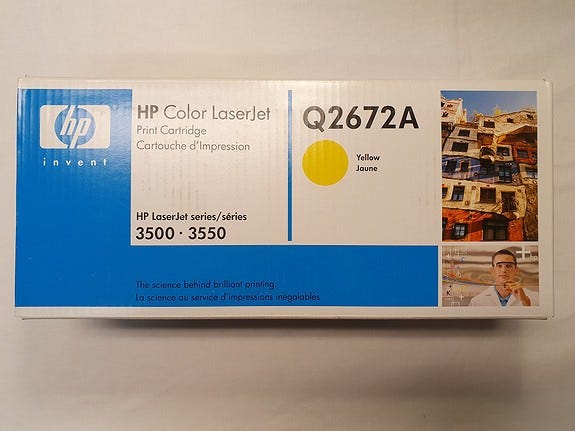 hp
invent
HP Color LaserJet
Print Cartridge
Cartouche d'Impression
HP LaserJet series/séries
3500 · 3550
Q2672A
Yellow
Jaune
The science behind brilliant printing.
La science au service d'impressions inégalables.